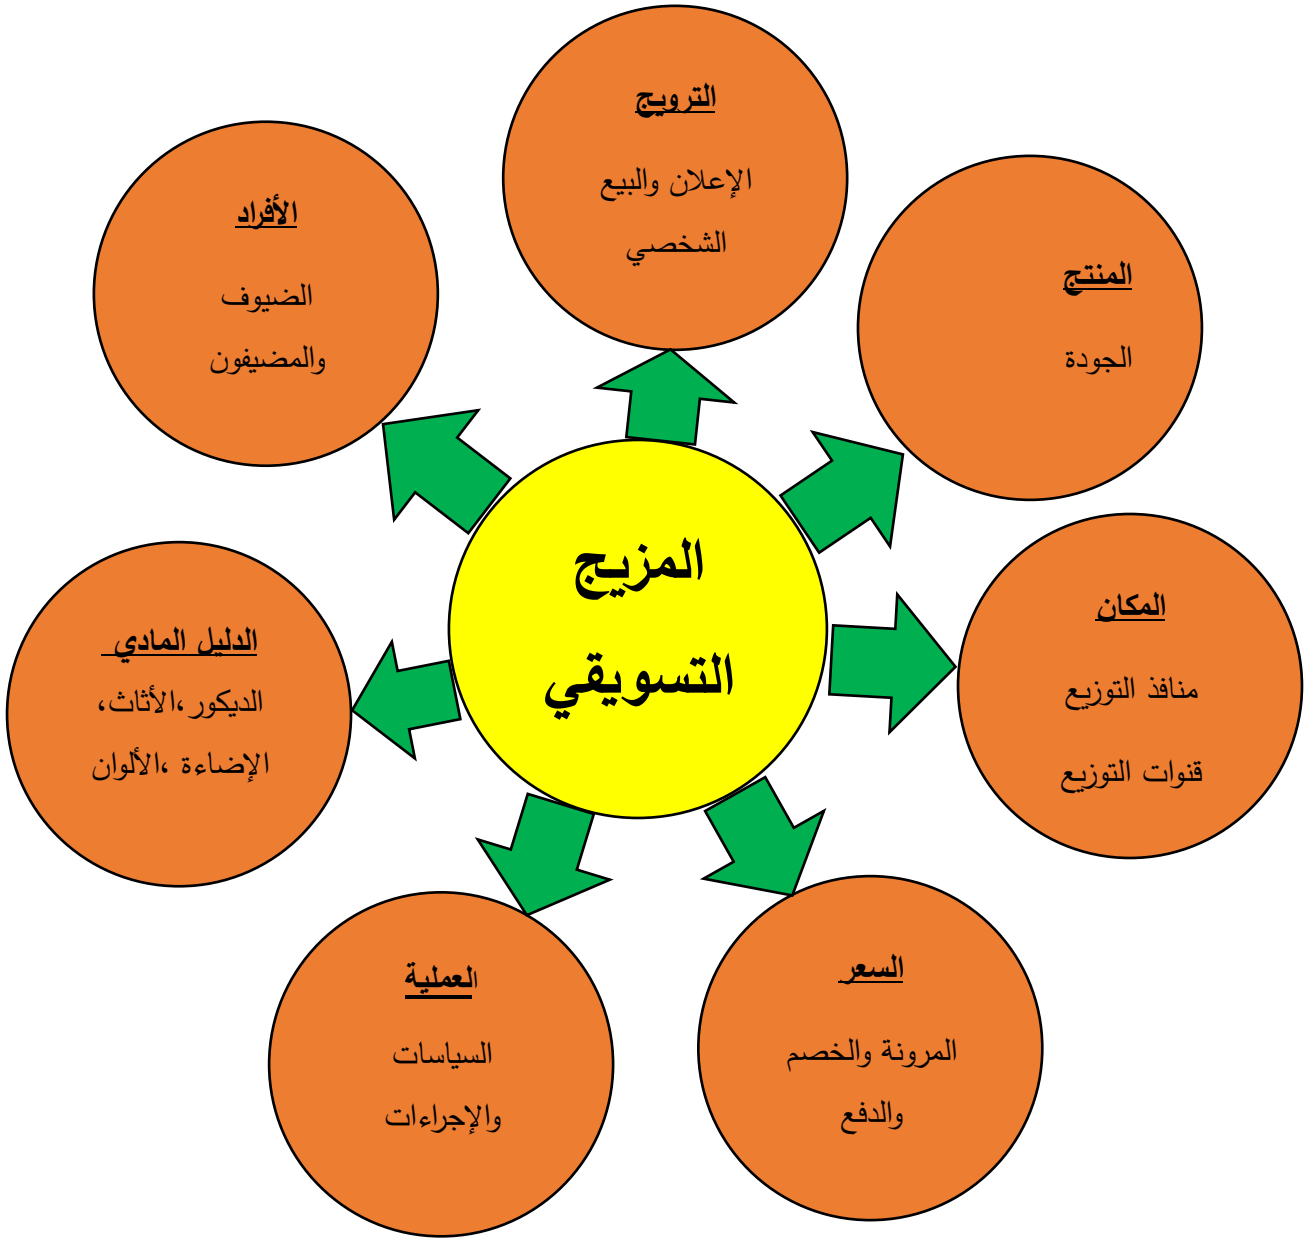 الترويج
الإعلان والبيع
الشخصي
المنتج
الجودة
المكان
منافذ التوزيع
قنوات التوزيع
السعر
المرونة والخصم
والدفع
العملية
السياسات
والإجراءات
الدليل المادي
الديكور ،الأثاث،
الإضاءة ،الألوان
الأفراد
الضيوف
والمضيفون
المزيج
التسويقي